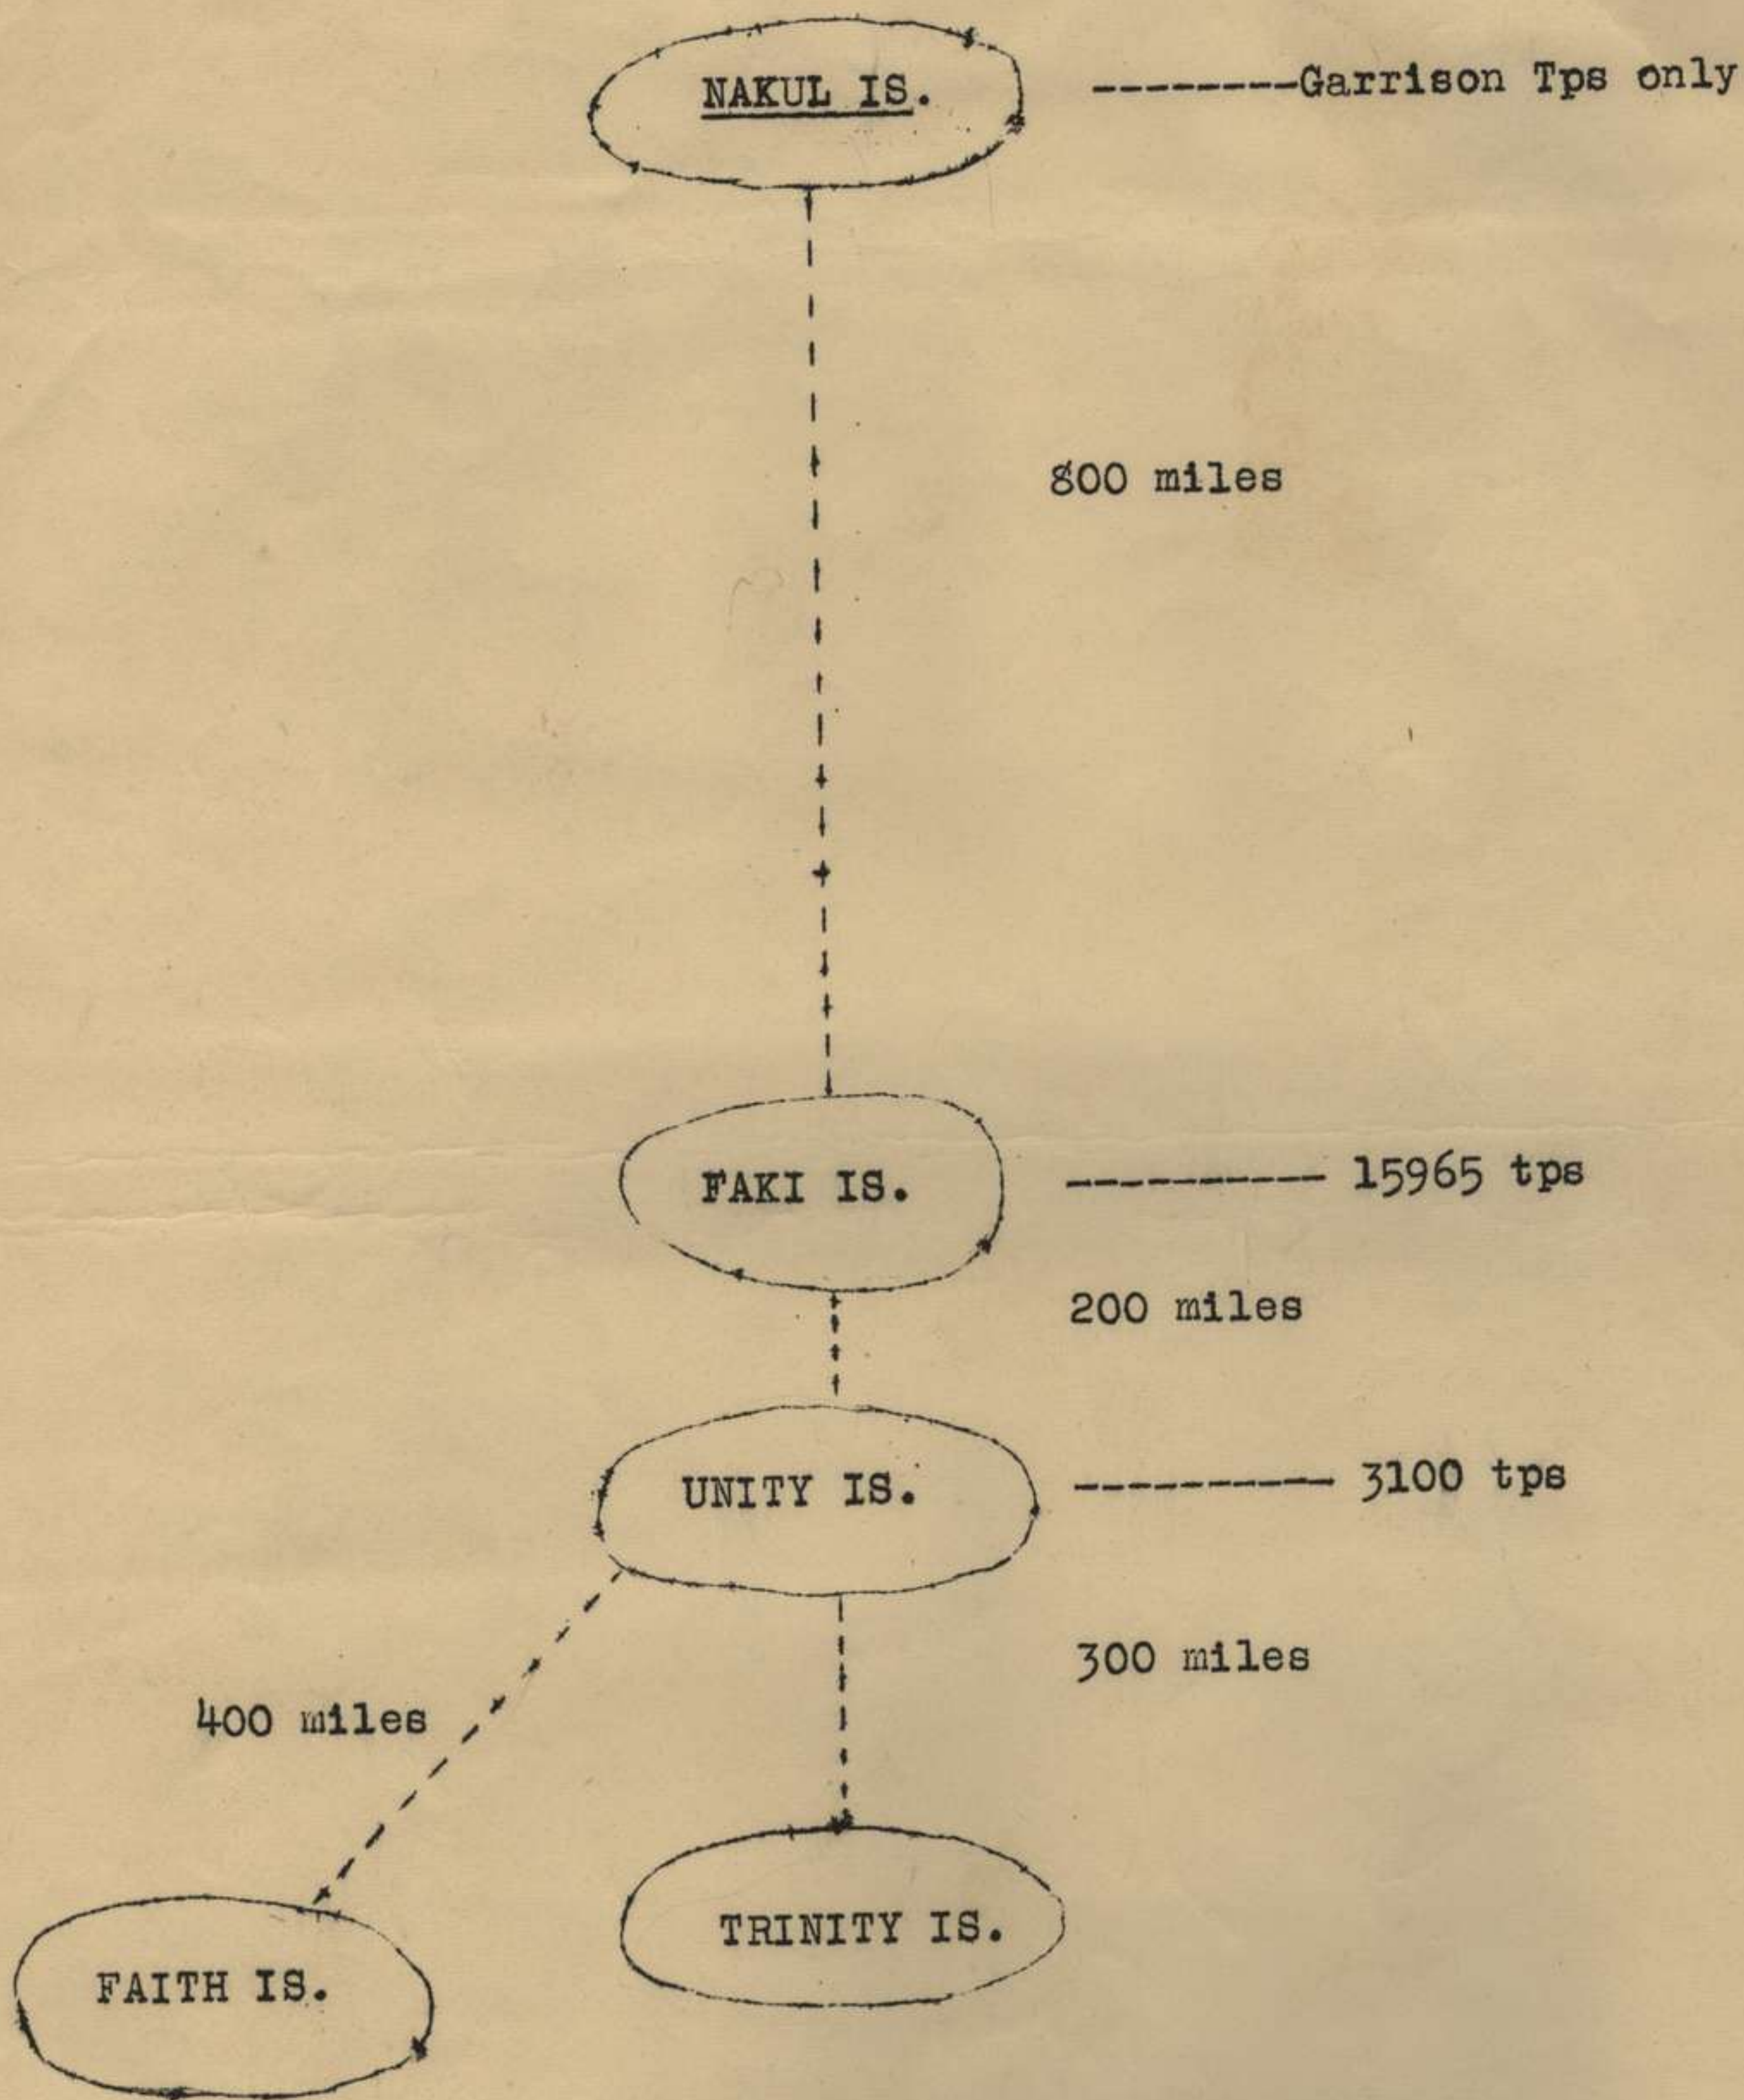 NAKUL IS. --------Garrison Tps only
800 miles
FAKI IS. ---------- 15965 tps
200 miles
UNITY IS. ---------- 3100 tps
300 miles
400 miles
TRINITY IS.
FAITH IS.